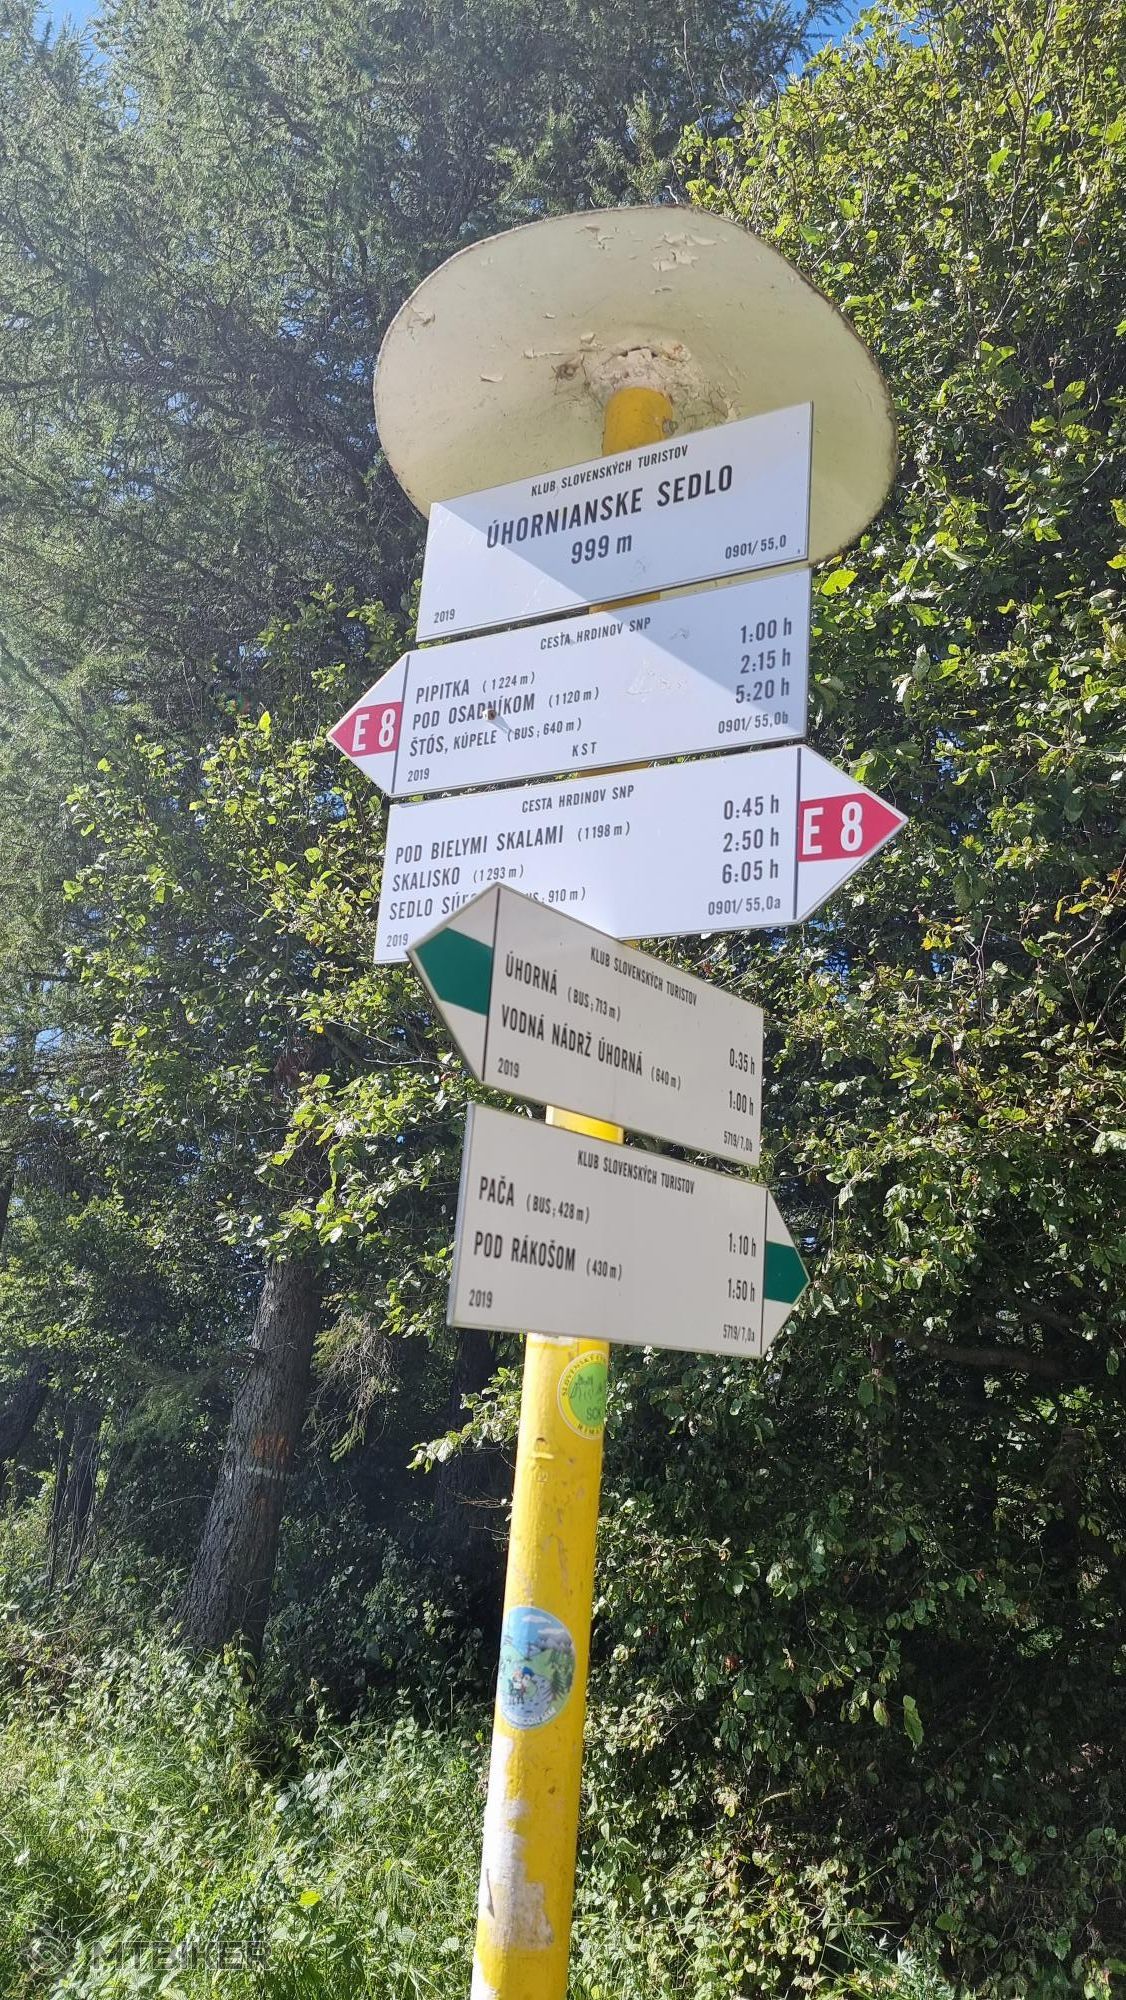 KLUB SLOVENSKÝCH TURISTOV
ÚHORNIANSKE SEDLO
999 m
0901/55,0
2019
CESTA HRDINOV SNP
PIPITKA (1224 m) 1:00 h
POD OSADNÍKOM (1120 m) 2:15 h
ŠTÓS, KÚPELE (BUS; 640 m) 5:20 h
E 8
2019 KST 0901/55,0b
CESTA HRDINOV SNP
POD BIELYMI SKALAMI (1198 m) 0:45 h
SKALISKO (1293 m) 2:50 h
SEDLO 910 m) 6:05 h
E 8
2019 0901/55,0a
KLUB SLOVENSKÝCH TURISTOV
ÚHORNÁ (BUS; 713 m) 0:35 h
VODNÁ NÁDRŽ ÚHORNÁ (640 m) 1:00 h
2019 5719/7,0b
KLUB SLOVENSKÝCH TURISTOV
PAČA (BUS; 428 m) 1:10 h
POD RÁKOŠOM (430 m) 1:50 h
2019 5719/7,0a
MTBIKER